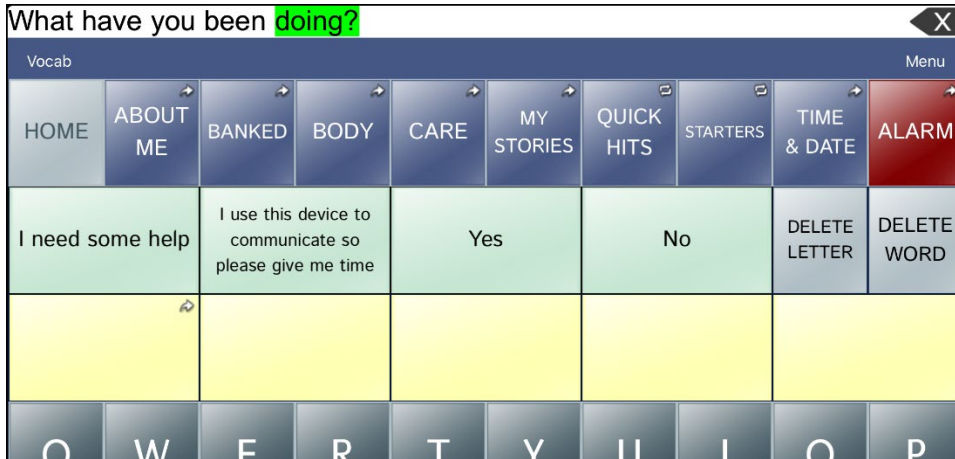 What have you been doing?
X
Vocab Menu
HOME ABOUT ME BANKED BODY CARE MY STORIES QUICK HITS STARTERS TIME & DATE ALARM
I need some help
I use this device to
communicate so
please give me time
Yes
No
DELETE
LETTER
DELETE
WORD
Q W E R T Y U I O P